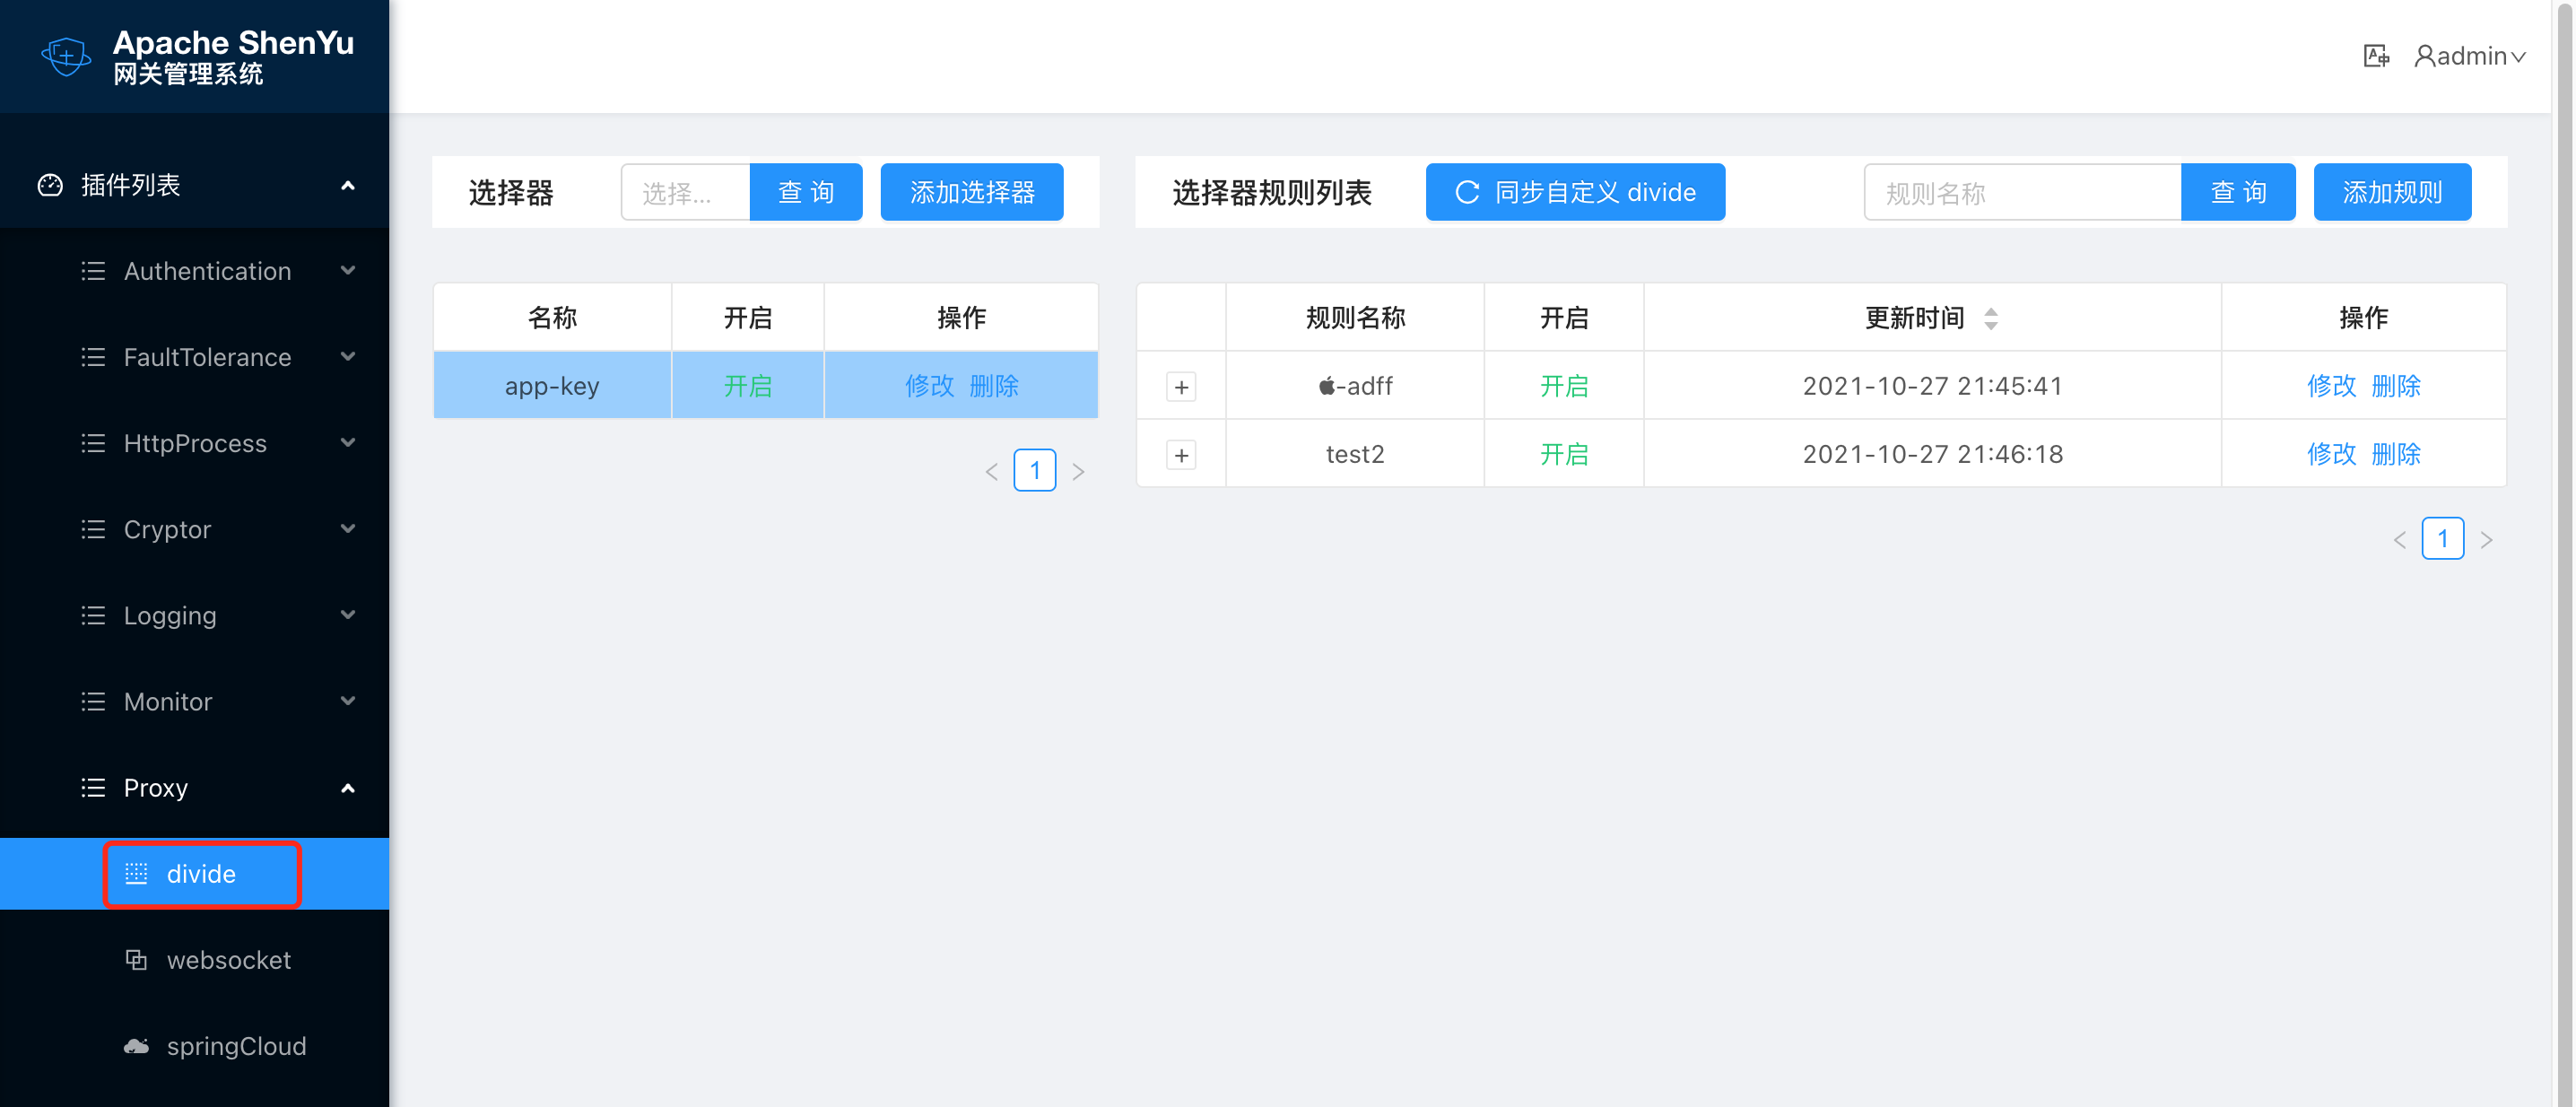 Apache ShenYu
网关管理系统
admin
插件列表
Authentication
FaultTolerance
HttpProcess
Cryptor
Logging
Monitor
Proxy
divide
websocket
springCloud
选择器 选择... 查 询 添加选择器
名称 开启 操作
app-key 开启 修改 删除
1
选择器规则列表 同步自定义 divide 规则名称 查 询 添加规则
规则名称 开启 更新时间 操作
-adff 开启 2021-10-27 21:45:41 修改 删除
test2 开启 2021-10-27 21:46:18 修改 删除
1